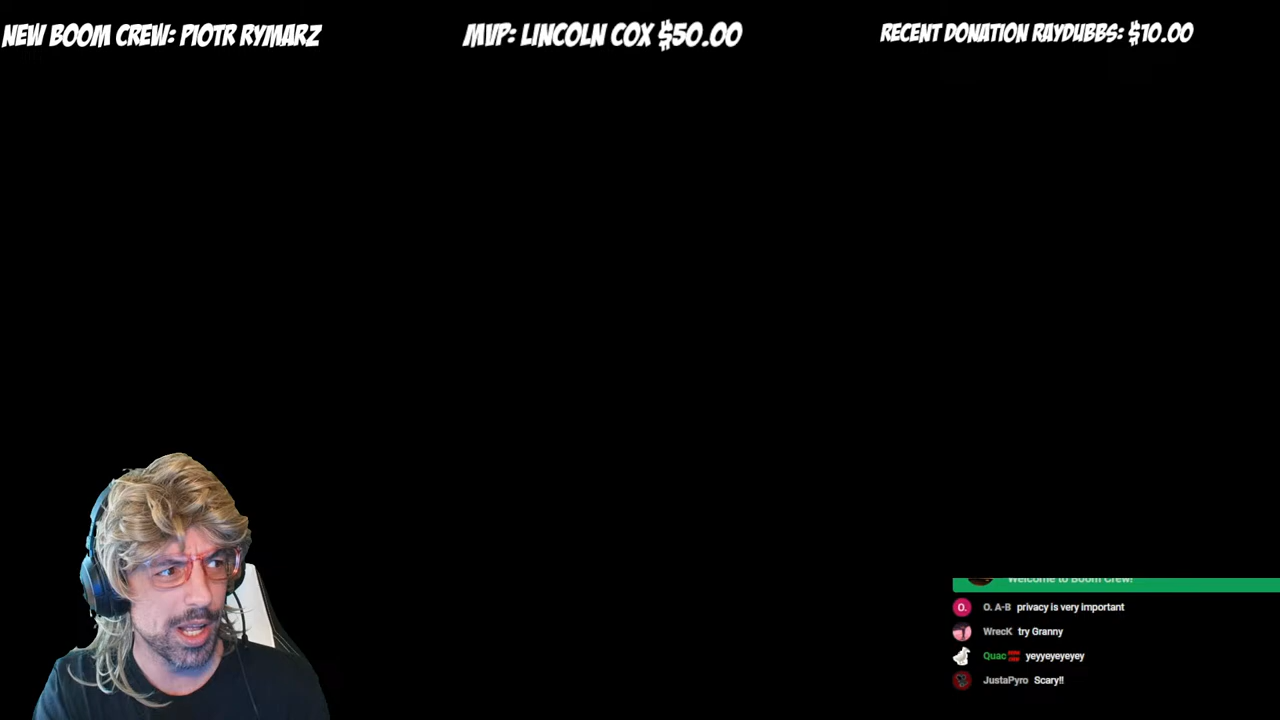 NEW BOOM CREW: PIOTR RYMARZ
MVP: LINCOLN COX $50.00
RECENT DONATION RAYDUBBS: $10.00
Welcome to Boom Crew!
O. O. A-B privacy is very important
WrecK try Granny
Quac yeyyeyeyeyey
JustaPyro Scary!!